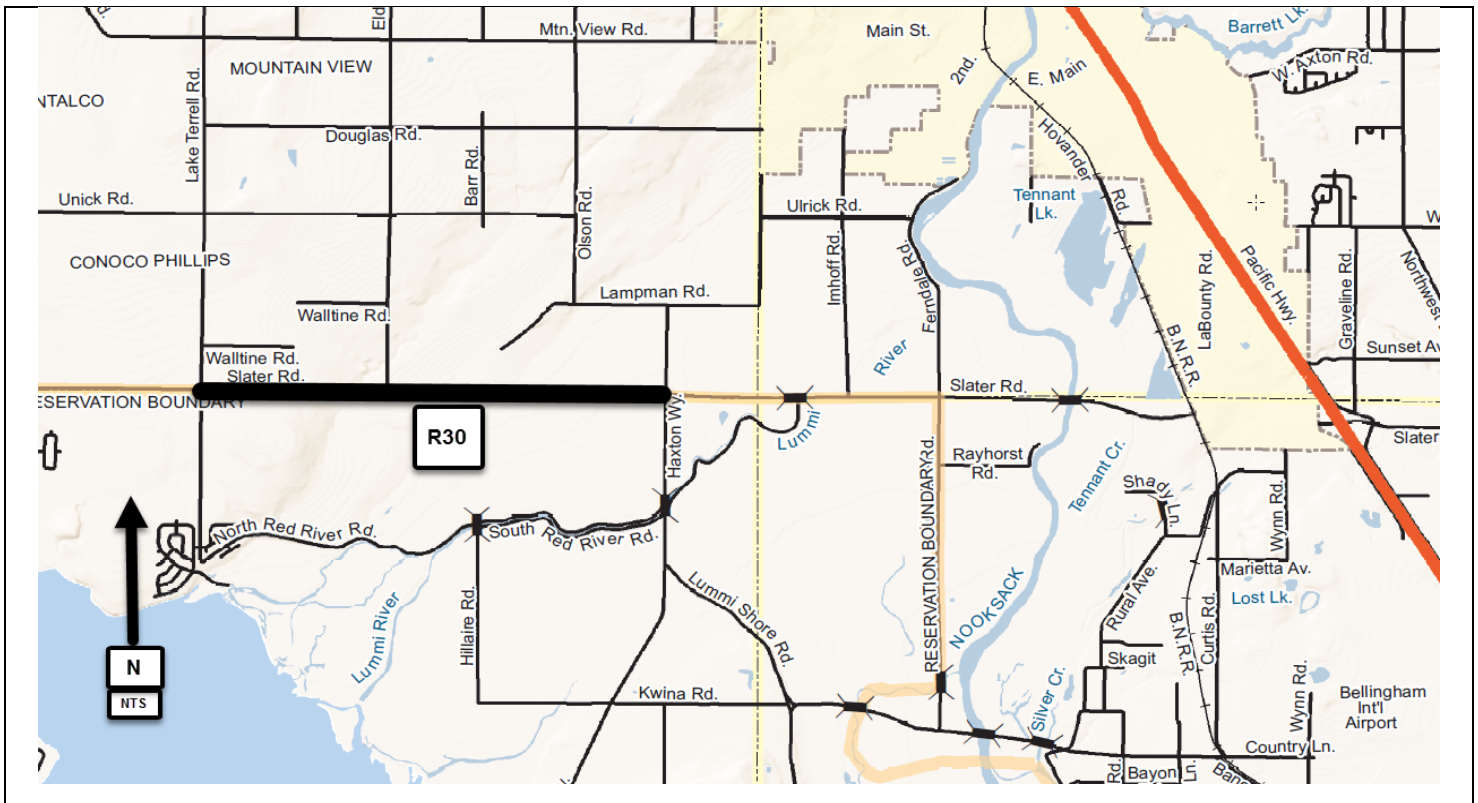 Eld
Mtn. View Rd.
Main St.
Barrett Lk.
2nd.
E. Main
W. Axton Rd.
MOUNTAIN VIEW
NTALCO
Lake Terrell Rd.
Douglas Rd.
Barr Rd.
Hovander
Rd.
Unick Rd.
Olson Rd.
Ulrick Rd.
Tennant
Lk.
W
CONOCO PHILLIPS
Imhoff Rd.
Ferndale Rd.
LaBounty Rd.
Pacific Hwy.
Graveline Rd.
Northwest
Lampman Rd.
Walltine Rd.
River
B.N.R.R.
Sunset Av
Walltine Rd.
Slater Rd.
Slater Rd.
ESERVATION BOUNDARY
R30
Haxton Wy.
Lummi
Slater
Rayhorst
Rd.
Tennant Cr.
Shady
Ln.
Wynn Rd.
North Red River Rd.
South Red River Rd.
RESERVATION BOUNDARY
Rd.
Marietta Av.
Lost Lk.
Lummi River
Hillaire Rd.
Lummi Shore Rd.
NOOKSACK
Rural Ave.
B.N.R.R.
Curtis Rd.
N
NTS
Skagit
Kwina Rd.
Silver Cr.
Wynn Rd.
Bellingham
Int'l
Airport
Country Ln.
Rd.
Bayon
Ln.
Banc